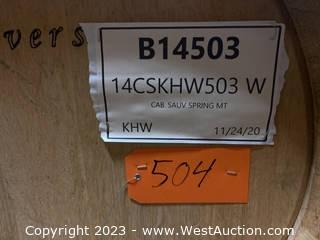 vers
B14503
14CSKHW503 W
CAB. SAUV. SPRING MT
KHW 11/24/20
504
Copyright 2023 - www.WestAuction.com